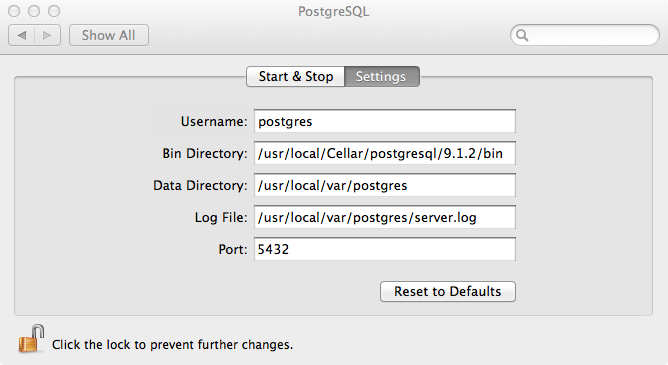 PostgreSQL
Show All
Start & Stop Settings
Username: postgres
Bin Directory: /usr/local/Cellar/postgresql/9.1.2/bin
Data Directory: /usr/local/var/postgres
Log File: /usr/local/var/postgres/server.log
Port: 5432
Reset to Defaults
Click the lock to prevent further changes.